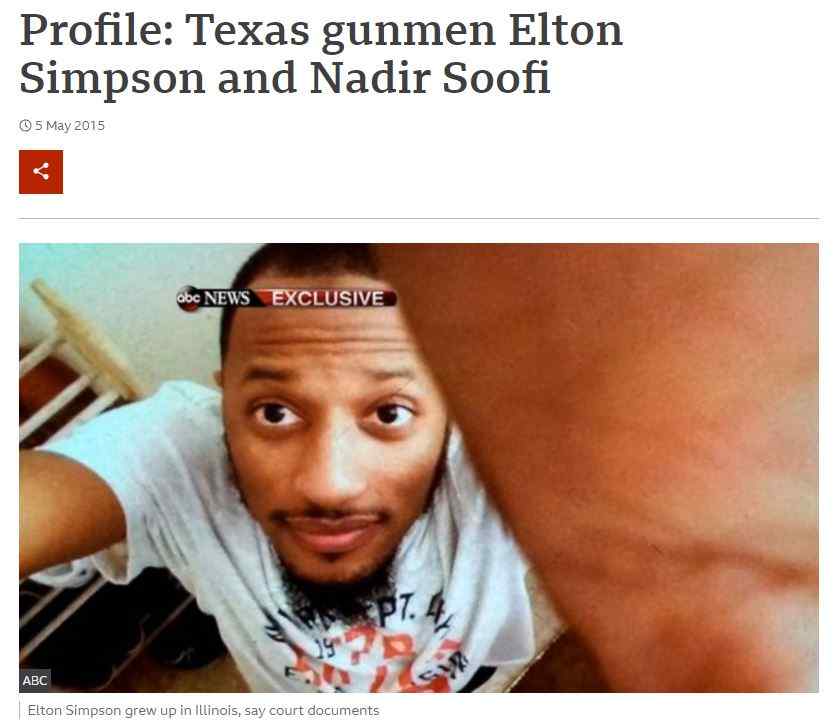 Profile: Texas gunmen Elton
Simpson and Nadir Soofi
5 May 2015
abc NEWS EXCLUSIVE
PT.
ABC
Elton Simpson grew up in Illinois, say court documents